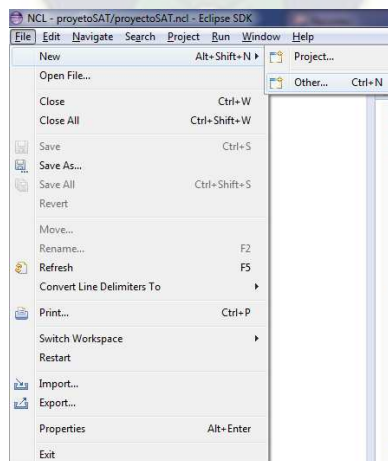 NCL - proyetoSAT/proyectoSAT.ncl - Eclipse SDK
File Edit Navigate Search Project Run Window Help
New Alt+Shift+N
Project...
Open File...
Other... Ctrl+N
Close Ctrl+W
Close All Ctrl+Shift+W
Save Ctrl+S
Save As...
Save All Ctrl+Shift+S
Revert
Move...
Rename... F2
Refresh F5
Convert Line Delimiters To
Print... Ctrl+P
Switch Workspace
Restart
Import...
Export...
Properties Alt+Enter
Exit